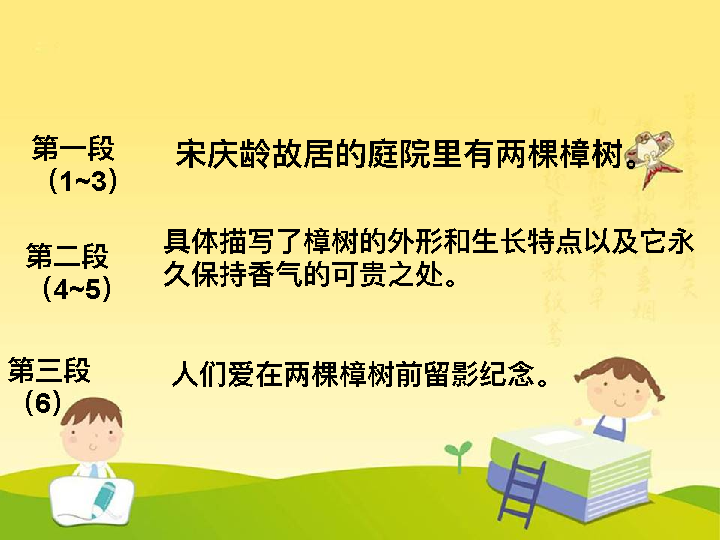 第一段
（1~3）
宋庆龄故居的庭院里有两棵樟树。
第二段
（4~5）
具体描写了樟树的外形和生长特点以及它永
久保持香气的可贵之处。
第三段
（6）
人们爱在两棵樟树前留影纪念。